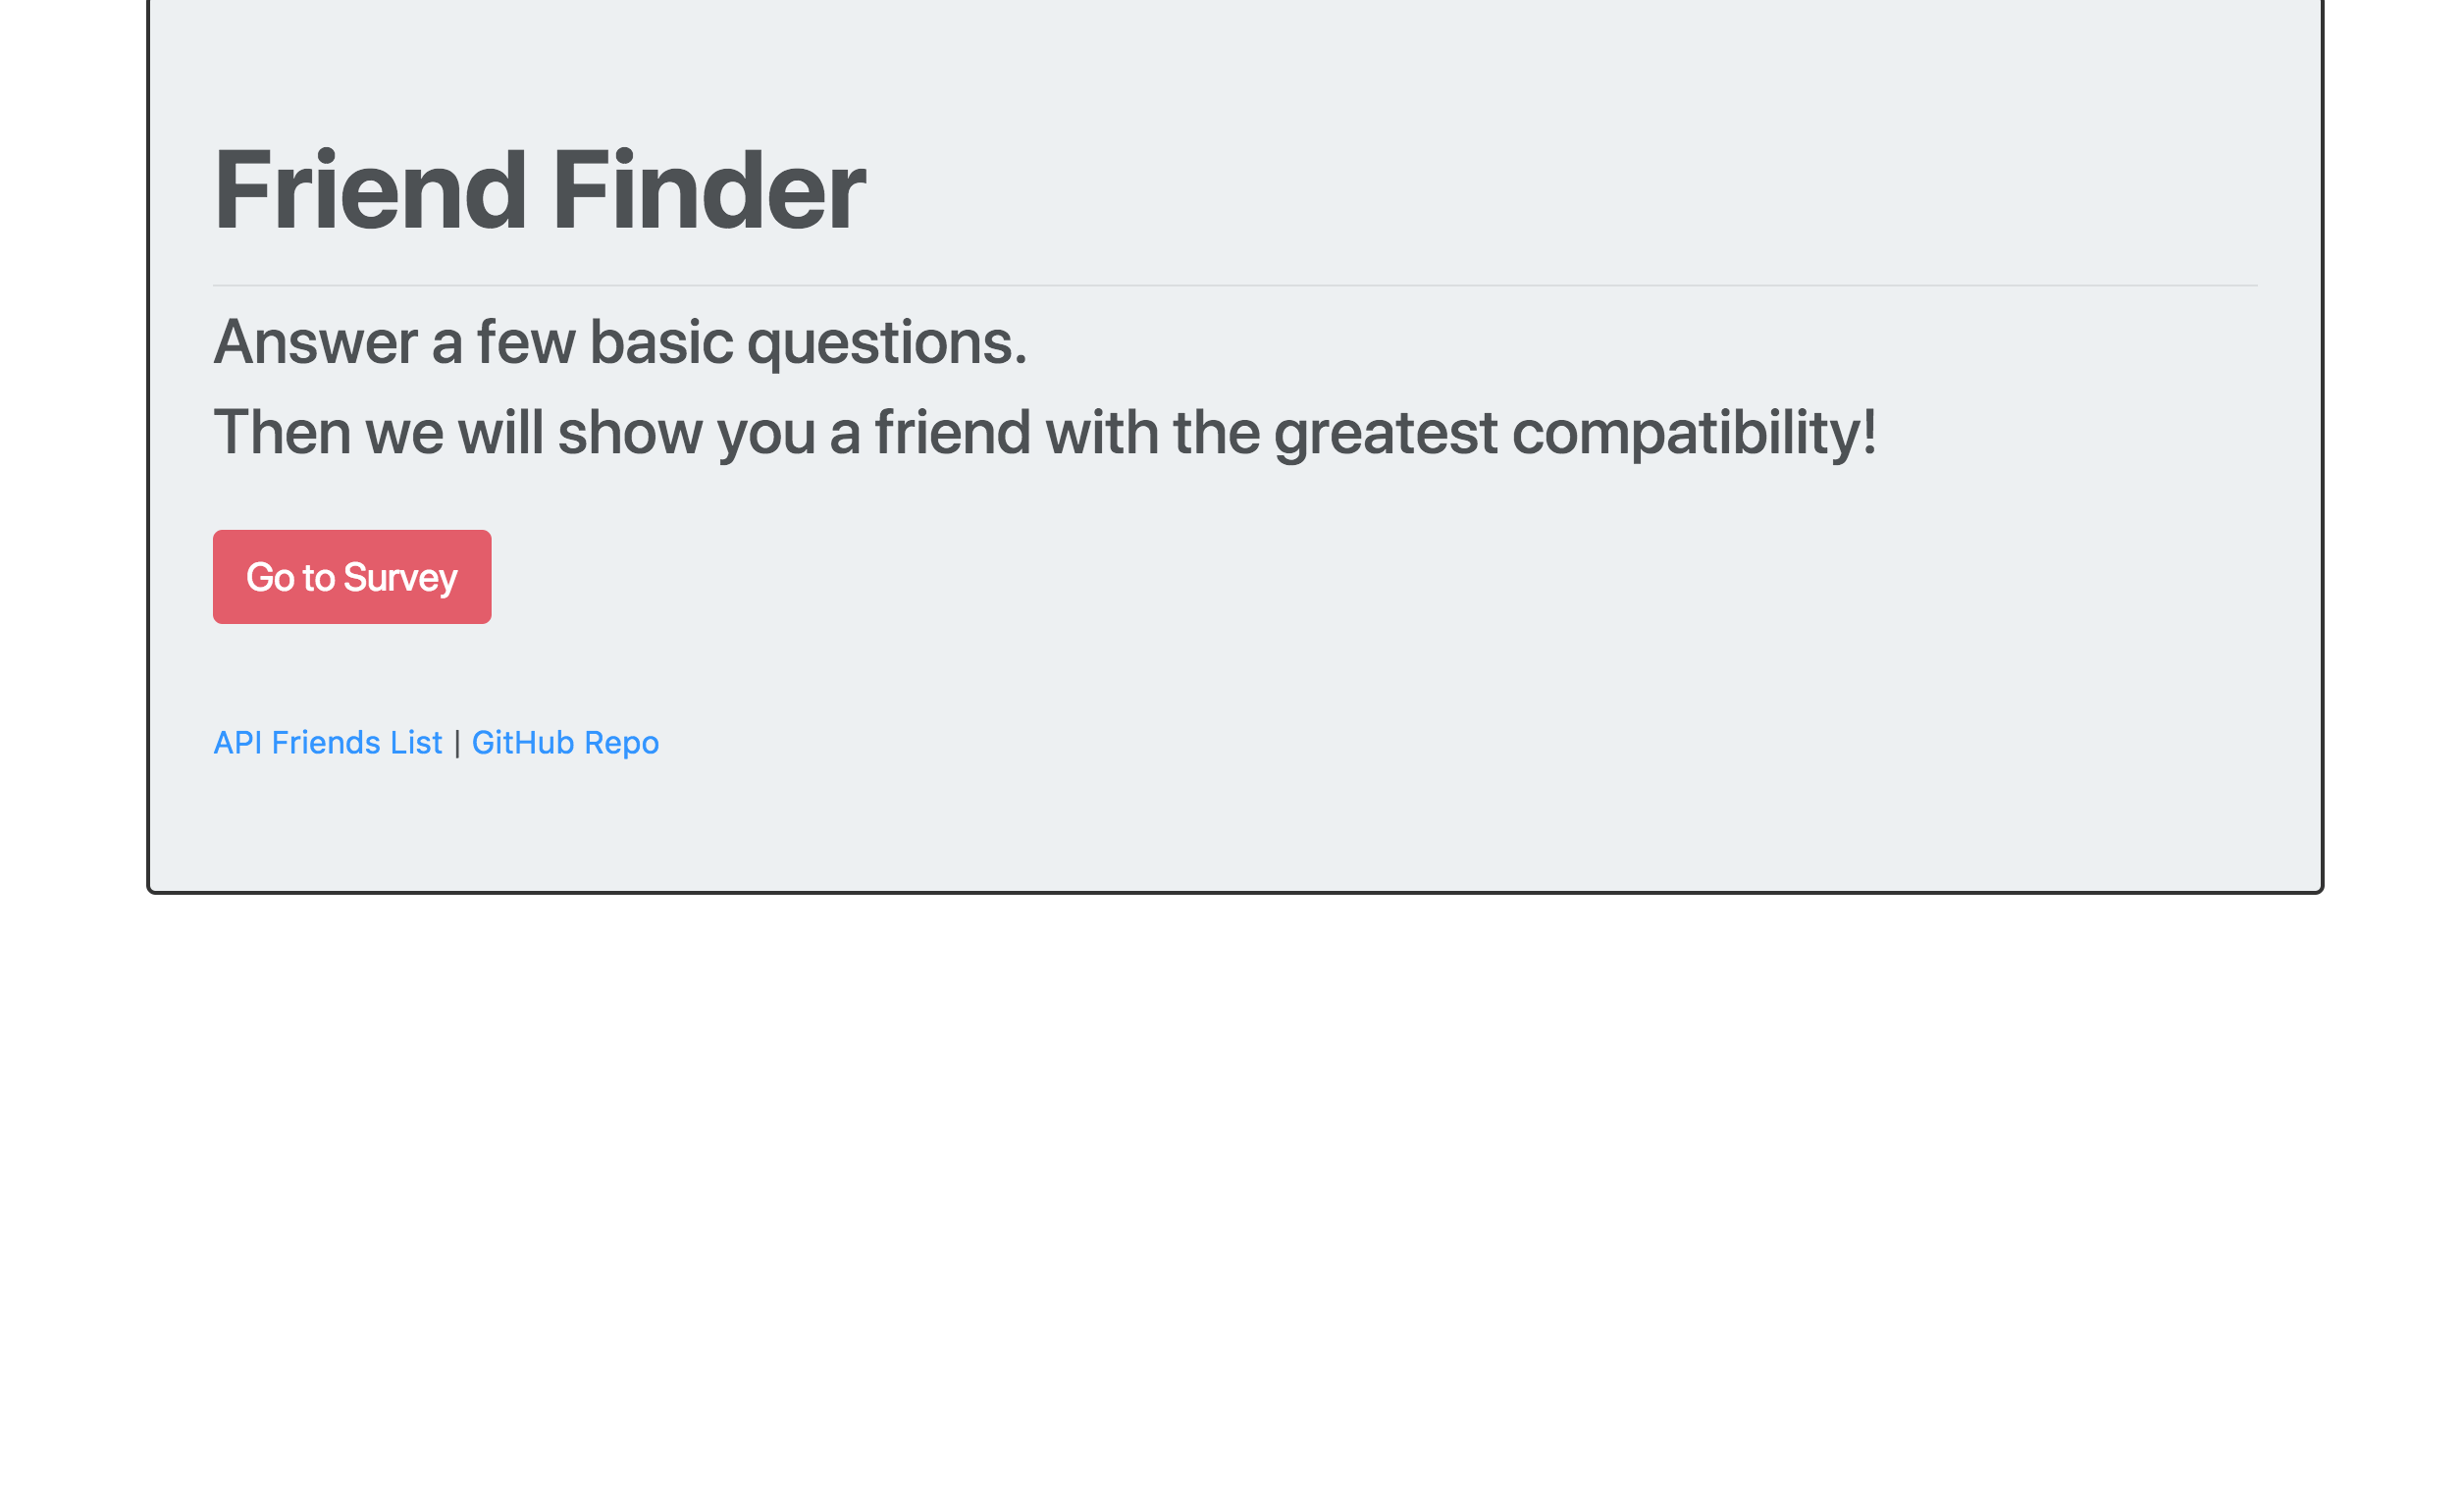 Friend Finder
Answer a few basic questions.
Then we will show you a friend with the greatest compatibility!
Go to Survey
API Friends List | GitHub Repo